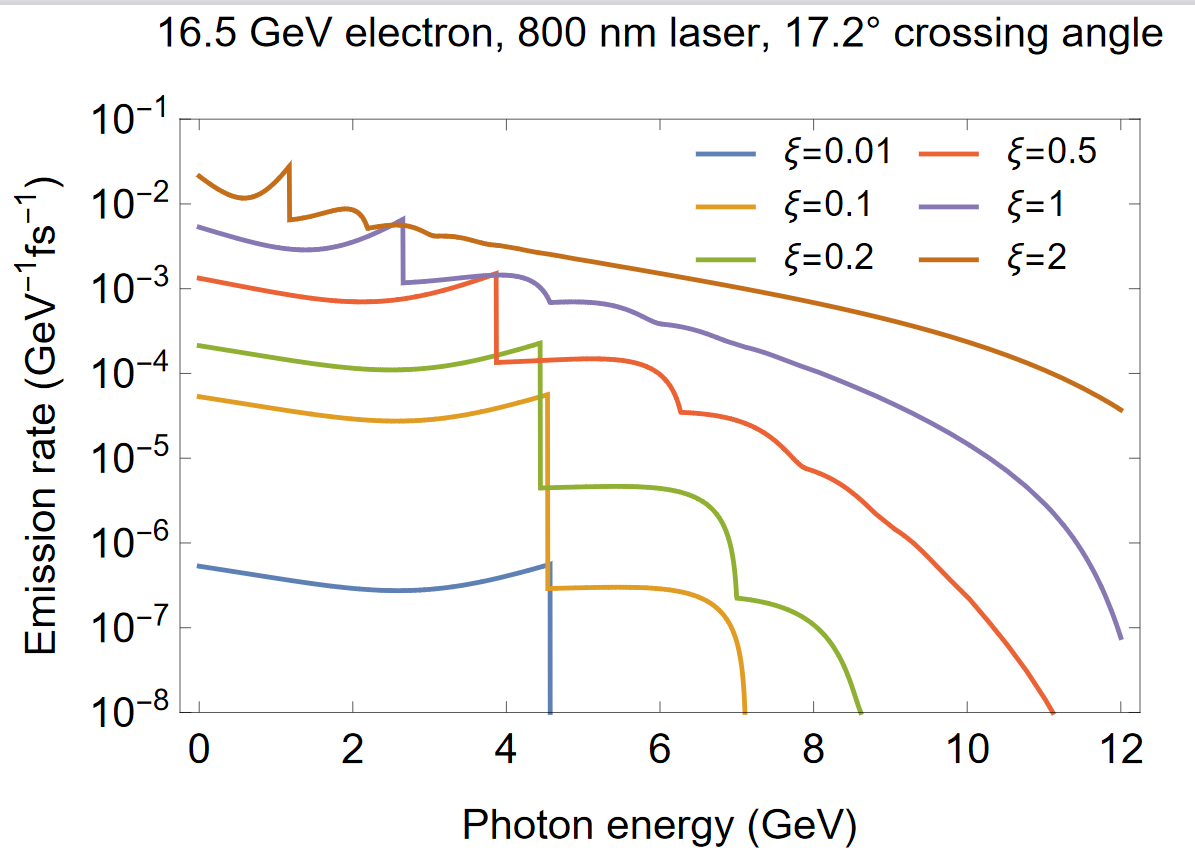 16.5 GeV electron, 800 nm laser, 17.2° crossing angle
10⁻¹
10⁻²
10⁻³
10⁻⁴
10⁻⁵
10⁻⁶
10⁻⁷
10⁻⁸
Emission rate (GeV⁻¹fs⁻¹)
ξ=0.01 ξ=0.5
ξ=0.1 ξ=1
ξ=0.2 ξ=2
0 2 4 6 8 10 12
Photon energy (GeV)